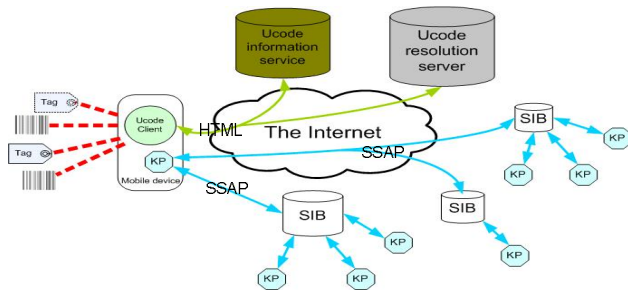 Ucode
information
service
Ucode
resolution
server
Tag
Ucode
Client
HTML
The Internet
SIB
KP
Tag
KP
SSAP
KP
KP
KP
Mobile device
SSAP
SIB
SIB
KP
KP
KP
KP